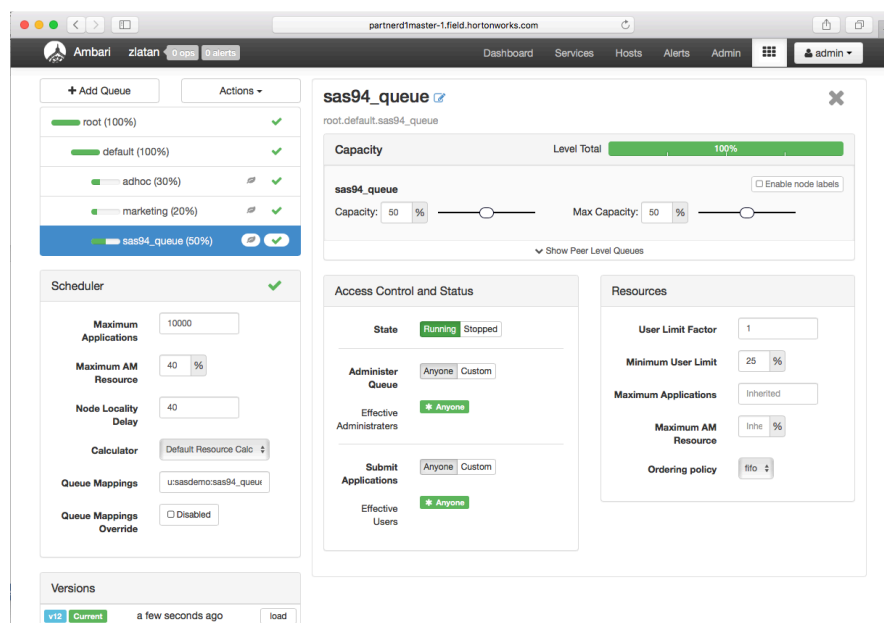 partnerd1master-1.field.hortonworks.com
Ambari zlatan 0 ops 0 alerts Dashboard Services Hosts Alerts Admin admin
+ Add Queue Actions
root (100%)
default (100%)
adhoc (30%)
marketing (20%)
sas94_queue (50%)
Scheduler
Maximum Applications 10000
Maximum AM Resource 40 %
Node Locality Delay 40
Calculator Default Resource Calc
Queue Mappings u:sasdemo:sas94_queue
Queue Mappings Override Disabled
Versions
v12 Current a few seconds ago load
sas94_queue
root.default.sas94_queue
Capacity Level Total 100%
sas94_queue Enable node labels
Capacity: 50 % Max Capacity: 50 %
Show Peer Level Queues
Access Control and Status
State Running Stopped
Administer Queue Anyone Custom
Effective Administraters Anyone
Submit Applications Anyone Custom
Effective Users Anyone
Resources
User Limit Factor 1
Minimum User Limit 25 %
Maximum Applications Inherited
Maximum AM Resource Inhe %
Ordering policy fifo